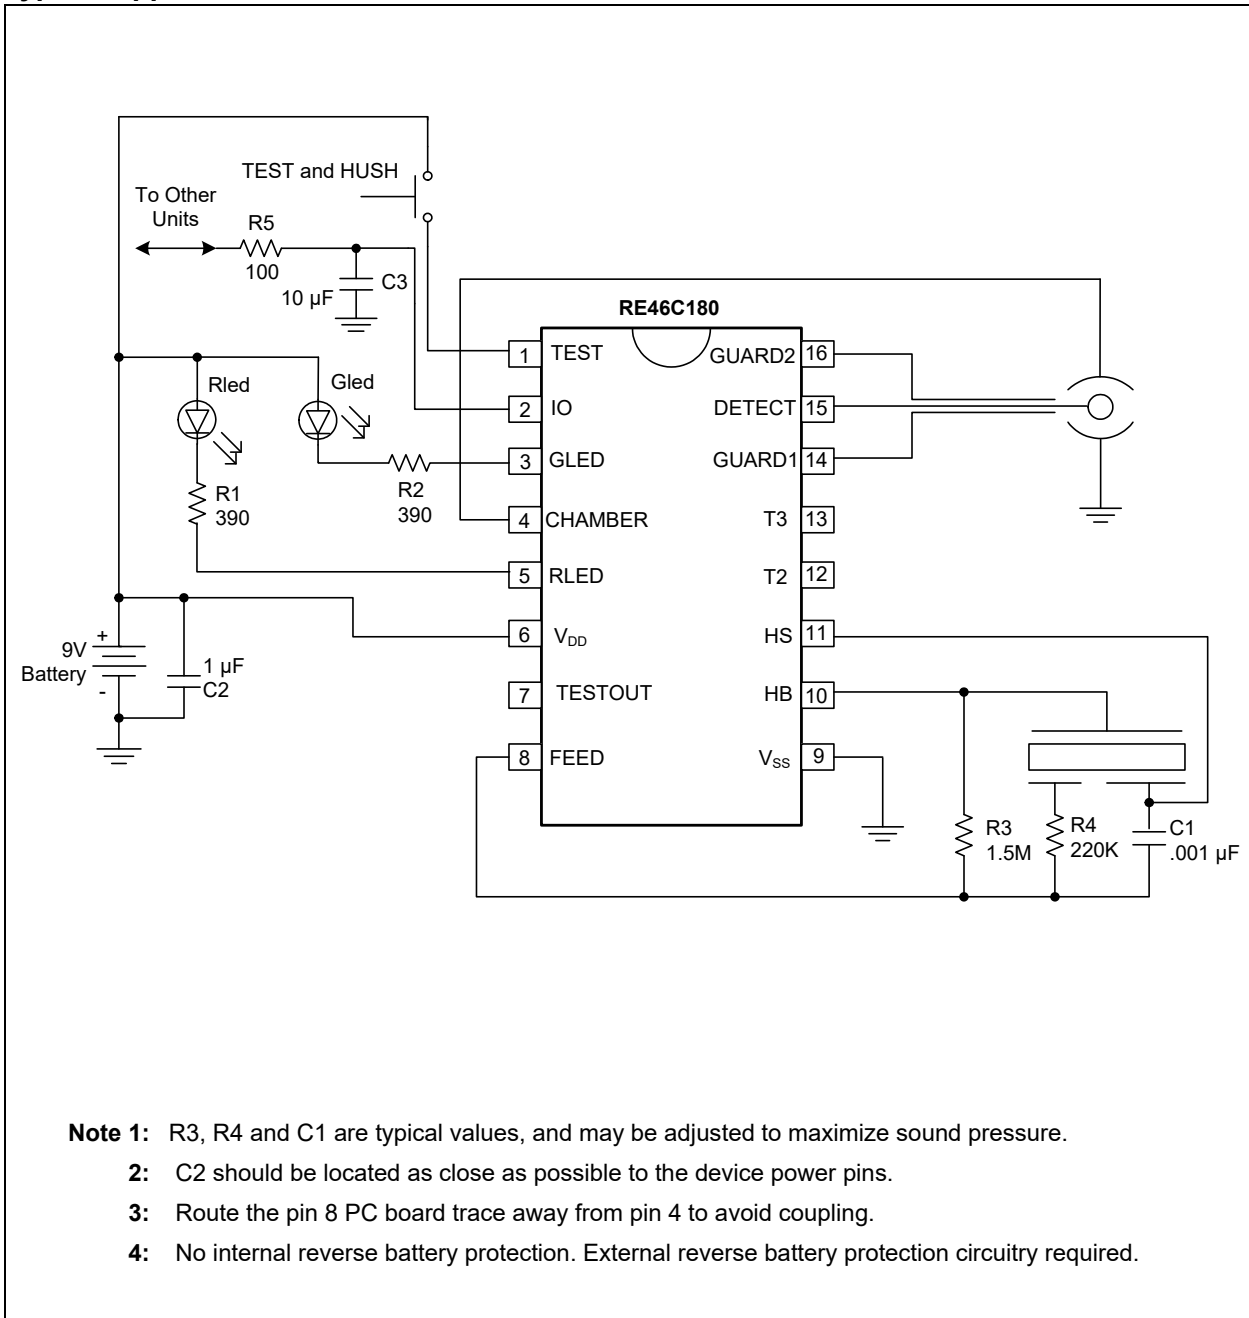 TEST and HUSH
To Other
Units
R5
100
10 µF
C3
RE46C180
1 TEST
2 IO
3 GLED
4 CHAMBER
5 RLED
6 VDD
7 TESTOUT
8 FEED
GUARD2 16
DETECT 15
GUARD1 14
T3 13
T2 12
HS 11
HB 10
VSS 9
Rled
Gled
R1
390
R2
390
9V
Battery
+
-
1 µF
C2
R3
1.5M
R4
220K
C1
.001 µF
Note 1: R3, R4 and C1 are typical values, and may be adjusted to maximize sound pressure.
2: C2 should be located as close as possible to the device power pins.
3: Route the pin 8 PC board trace away from pin 4 to avoid coupling.
4: No internal reverse battery protection. External reverse battery protection circuitry required.